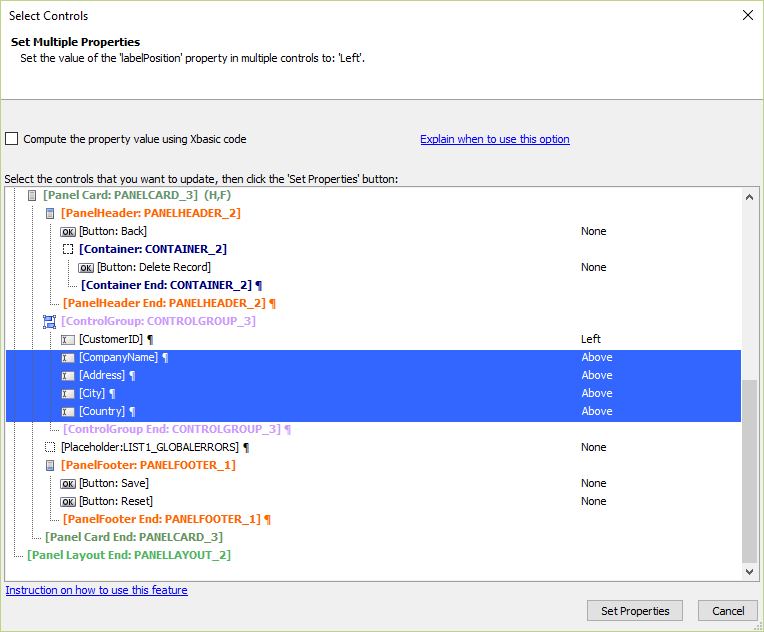 Select Controls
Set Multiple Properties
Set the value of the 'labelPosition' property in multiple controls to: 'Left'.
Compute the property value using Xbasic code Explain when to use this option
Select the controls that you want to update, then click the 'Set Properties' button:
[Panel Card: PANELCARD_3] (H,F)
[PanelHeader: PANELHEADER_2]
OK [Button: Back] None
[Container: CONTAINER_2]
OK [Button: Delete Record] None
[Container End: CONTAINER_2] ¶
[PanelHeader End: PANELHEADER_2] ¶
[ControlGroup: CONTROLGROUP_3]
[CustomerID] ¶ Left
[CompanyName] ¶ Above
[Address] ¶ Above
[City] ¶ Above
[Country] ¶ Above
[ControlGroup End: CONTROLGROUP_3] ¶
[Placeholder:LIST1_GLOBALERRORS] ¶ None
[PanelFooter: PANELFOOTER_1]
OK [Button: Save] None
OK [Button: Reset] None
[PanelFooter End: PANELFOOTER_1] ¶
[Panel Card End: PANELCARD_3]
[Panel Layout End: PANELLAYOUT_2]
Instruction on how to use this feature
Set Properties Cancel